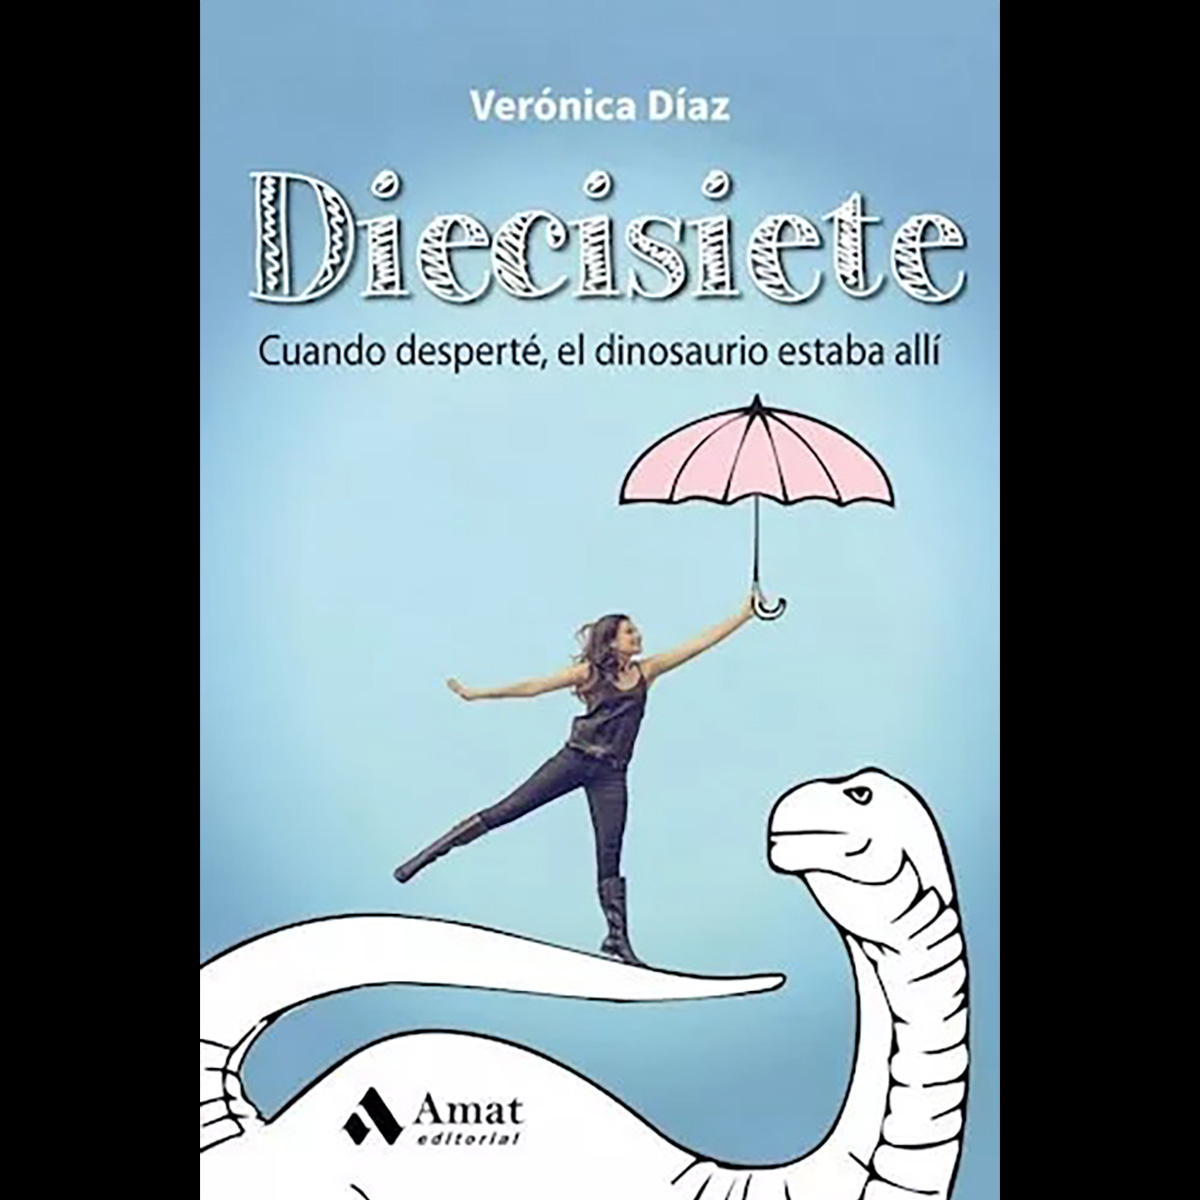 Verónica Díaz
Diecisiete
Cuando desperté, el dinosaurio estaba allí
Amat
editorial